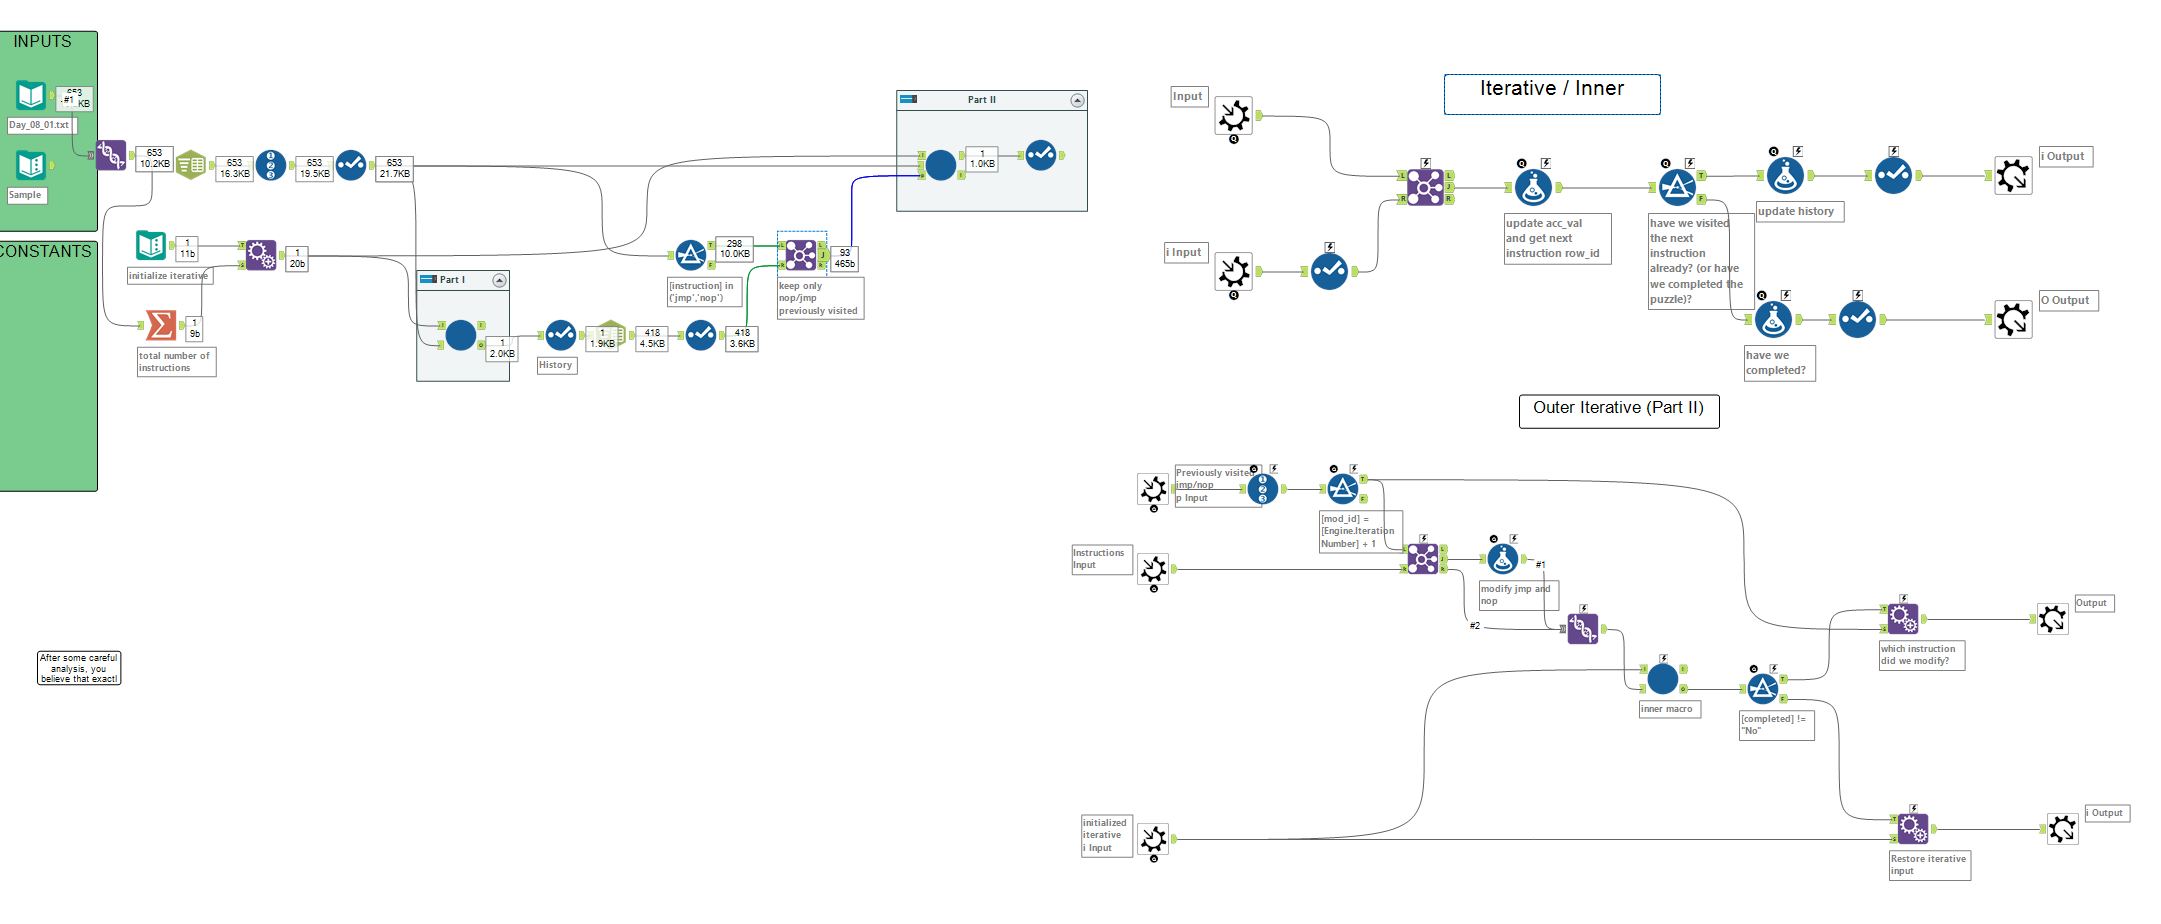 INPUTS
653
#1
KB
Day_08_01.txt
Sample
653
10.2KB
653
16.3KB
1
2
3
653
19.5KB
653
21.7KB
CONSTANTS
1
11b
initialize iterative
1
20b
1
9b
total number of
instructions
Part I
1
2.0KB
History
1
1.9KB
418
4.5KB
418
3.6KB
298
10.0KB
[instruction] in
('jmp','nop')
keep only
nop/jmp
previously visited
93
465b
Part II
1
1.0KB
After some careful
analysis, you
believe that exactl
Iterative / Inner
Input
i Input
L
R
L
J
R
update acc_val
and get next
instruction row_id
T
F
have we visited
the next
instruction
already? (or have
we completed the
puzzle)?
update history
i Output
have we
completed?
O Output
Outer Iterative (Part II)
Previously visited
jmp/nop
p Input
1
2
3
[mod_id] =
[Engine.Iteration
Number] + 1
Instructions
Input
modify jmp and
nop
#1
#2
inner macro
[completed] !=
"No"
which instruction
did we modify?
Output
initialized
iterative
i Input
Restore iterative
input
i Output